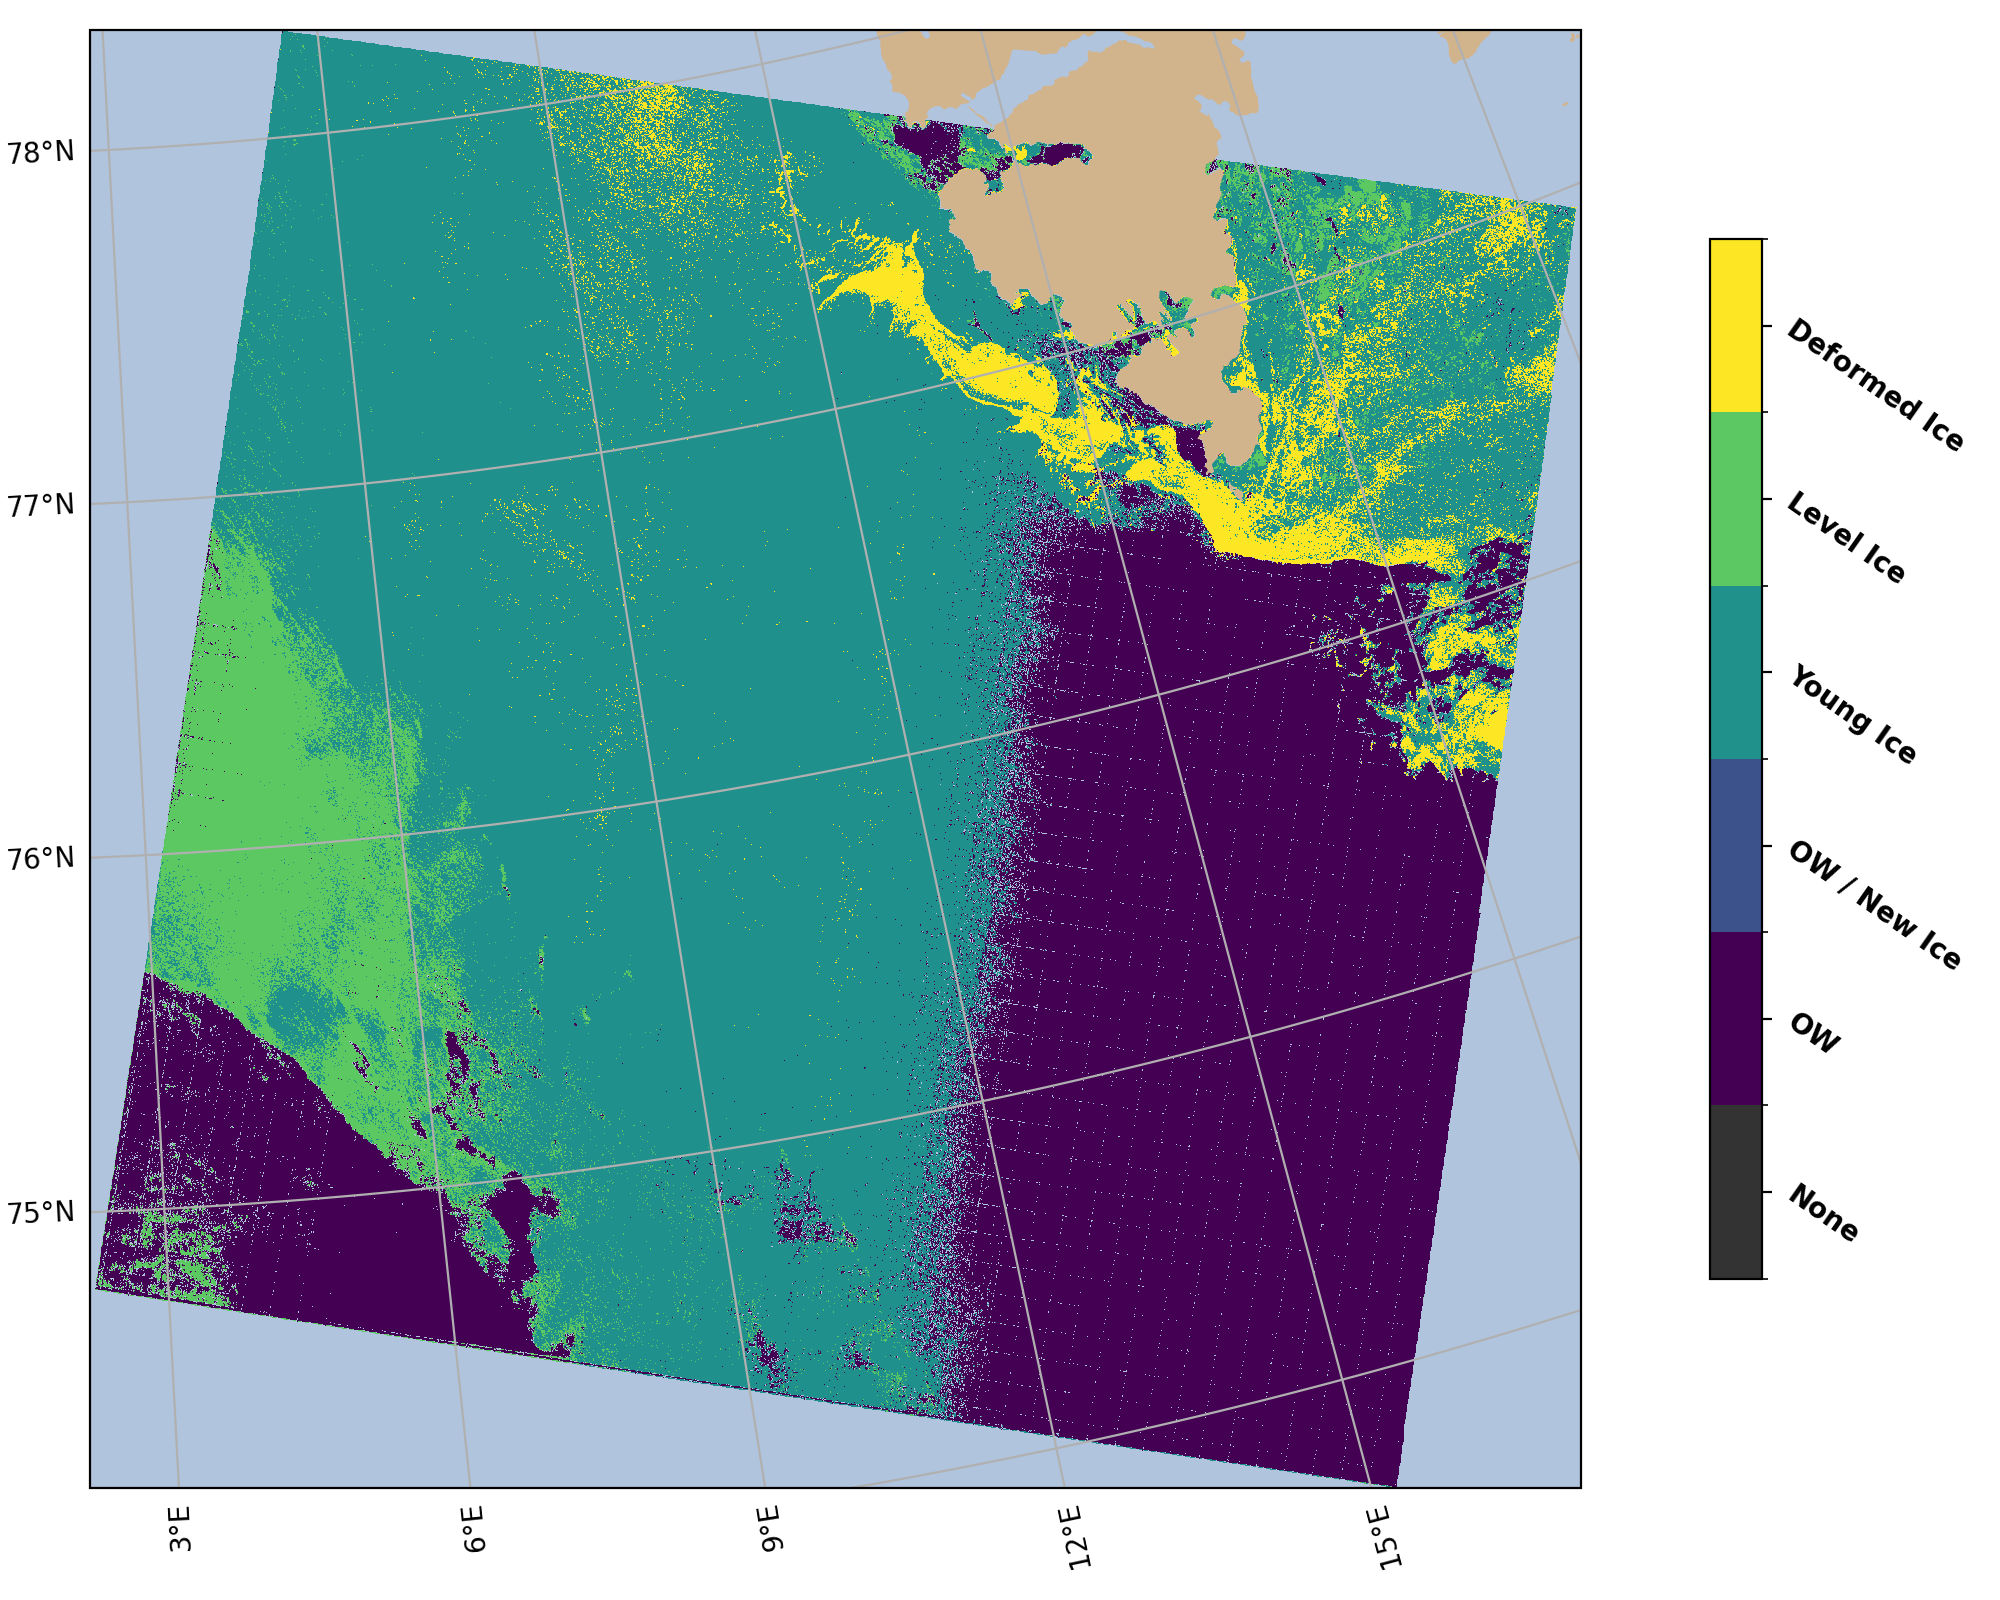 78°N
77°N
76°N
75°N
3°E
6°E
9°E
12°E
15°E
Deformed Ice
Level Ice
Young Ice
OW / New Ice
OW
None